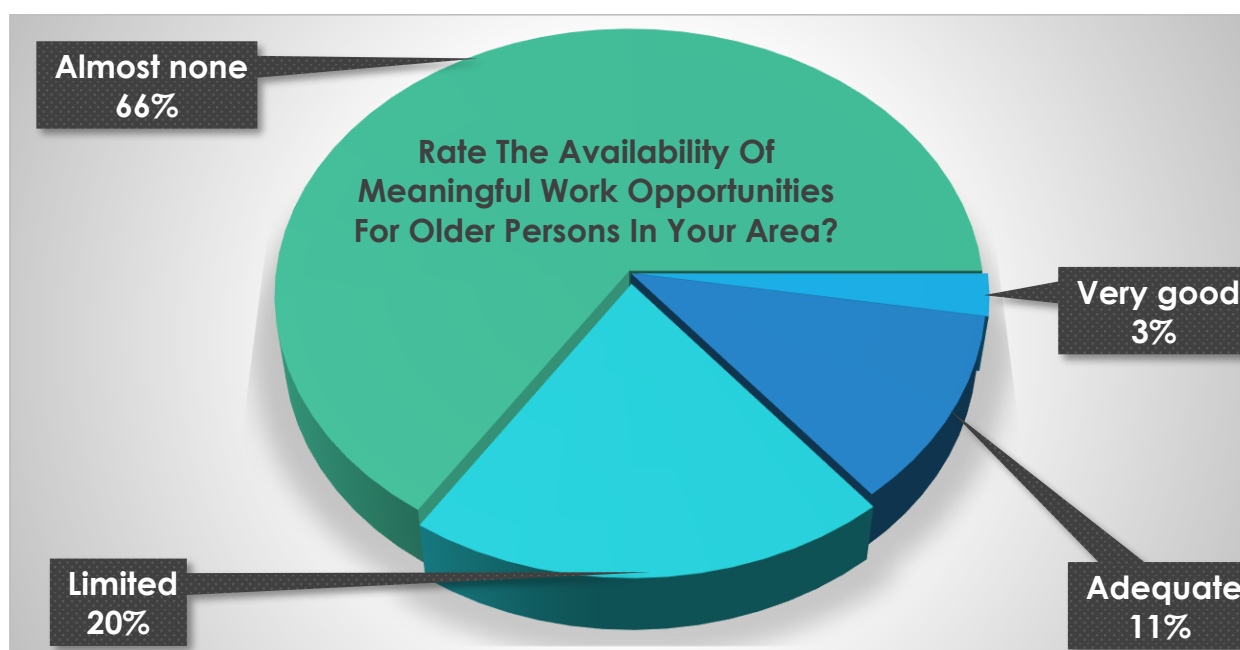 Almost none
66%
Rate The Availability Of
Meaningful Work Opportunities
For Older Persons In Your Area?
Very good
3%
Limited
20%
Adequate
11%